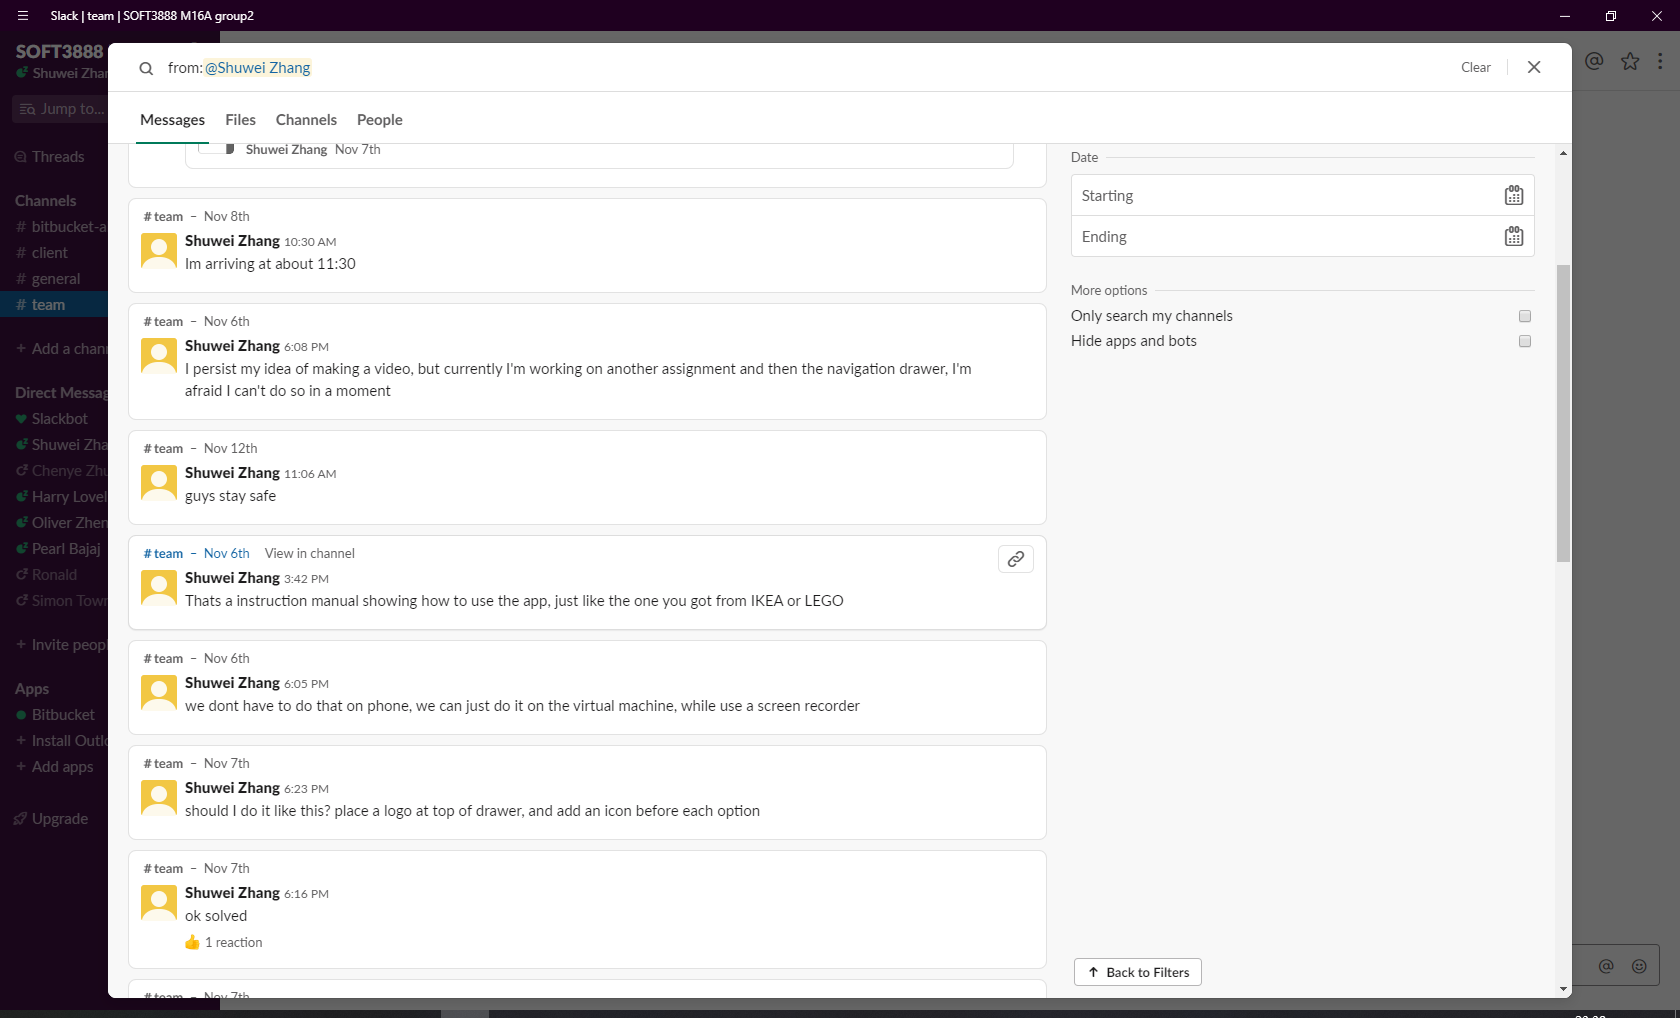 Slack | team | SOFT3888 M16A group2
SOFT3888
Shuwei Zhan
Jump to...
Threads
Channels
# bitbucket-a
# client
# general
# team
+ Add a chann
Direct Messag
Slackbot
Shuwei Zha
Chenye Zhu
Harry Lovel
Oliver Zhen
Pearl Bajaj
Ronald
Simon Town
+ Invite peopl
Apps
Bitbucket
+ Install Outlo
+ Add apps
Upgrade
from:@Shuwei Zhang
Clear
Messages Files Channels People
Shuwei Zhang Nov 7th
# team – Nov 8th
Shuwei Zhang 10:30 AM
Im arriving at about 11:30
# team – Nov 6th
Shuwei Zhang 6:08 PM
I persist my idea of making a video, but currently I'm working on another assignment and then the navigation drawer, I'm
afraid I can't do so in a moment
# team – Nov 12th
Shuwei Zhang 11:06 AM
guys stay safe
# team – Nov 6th View in channel
Shuwei Zhang 3:42 PM
Thats a instruction manual showing how to use the app, just like the one you got from IKEA or LEGO
# team – Nov 6th
Shuwei Zhang 6:05 PM
we dont have to do that on phone, we can just do it on the virtual machine, while use a screen recorder
# team – Nov 7th
Shuwei Zhang 6:23 PM
should I do it like this? place a logo at top of drawer, and add an icon before each option
# team – Nov 7th
Shuwei Zhang 6:16 PM
ok solved
👍 1 reaction
# team – Nov 7th
Date
Starting
Ending
More options
Only search my channels
Hide apps and bots
↑ Back to Filters